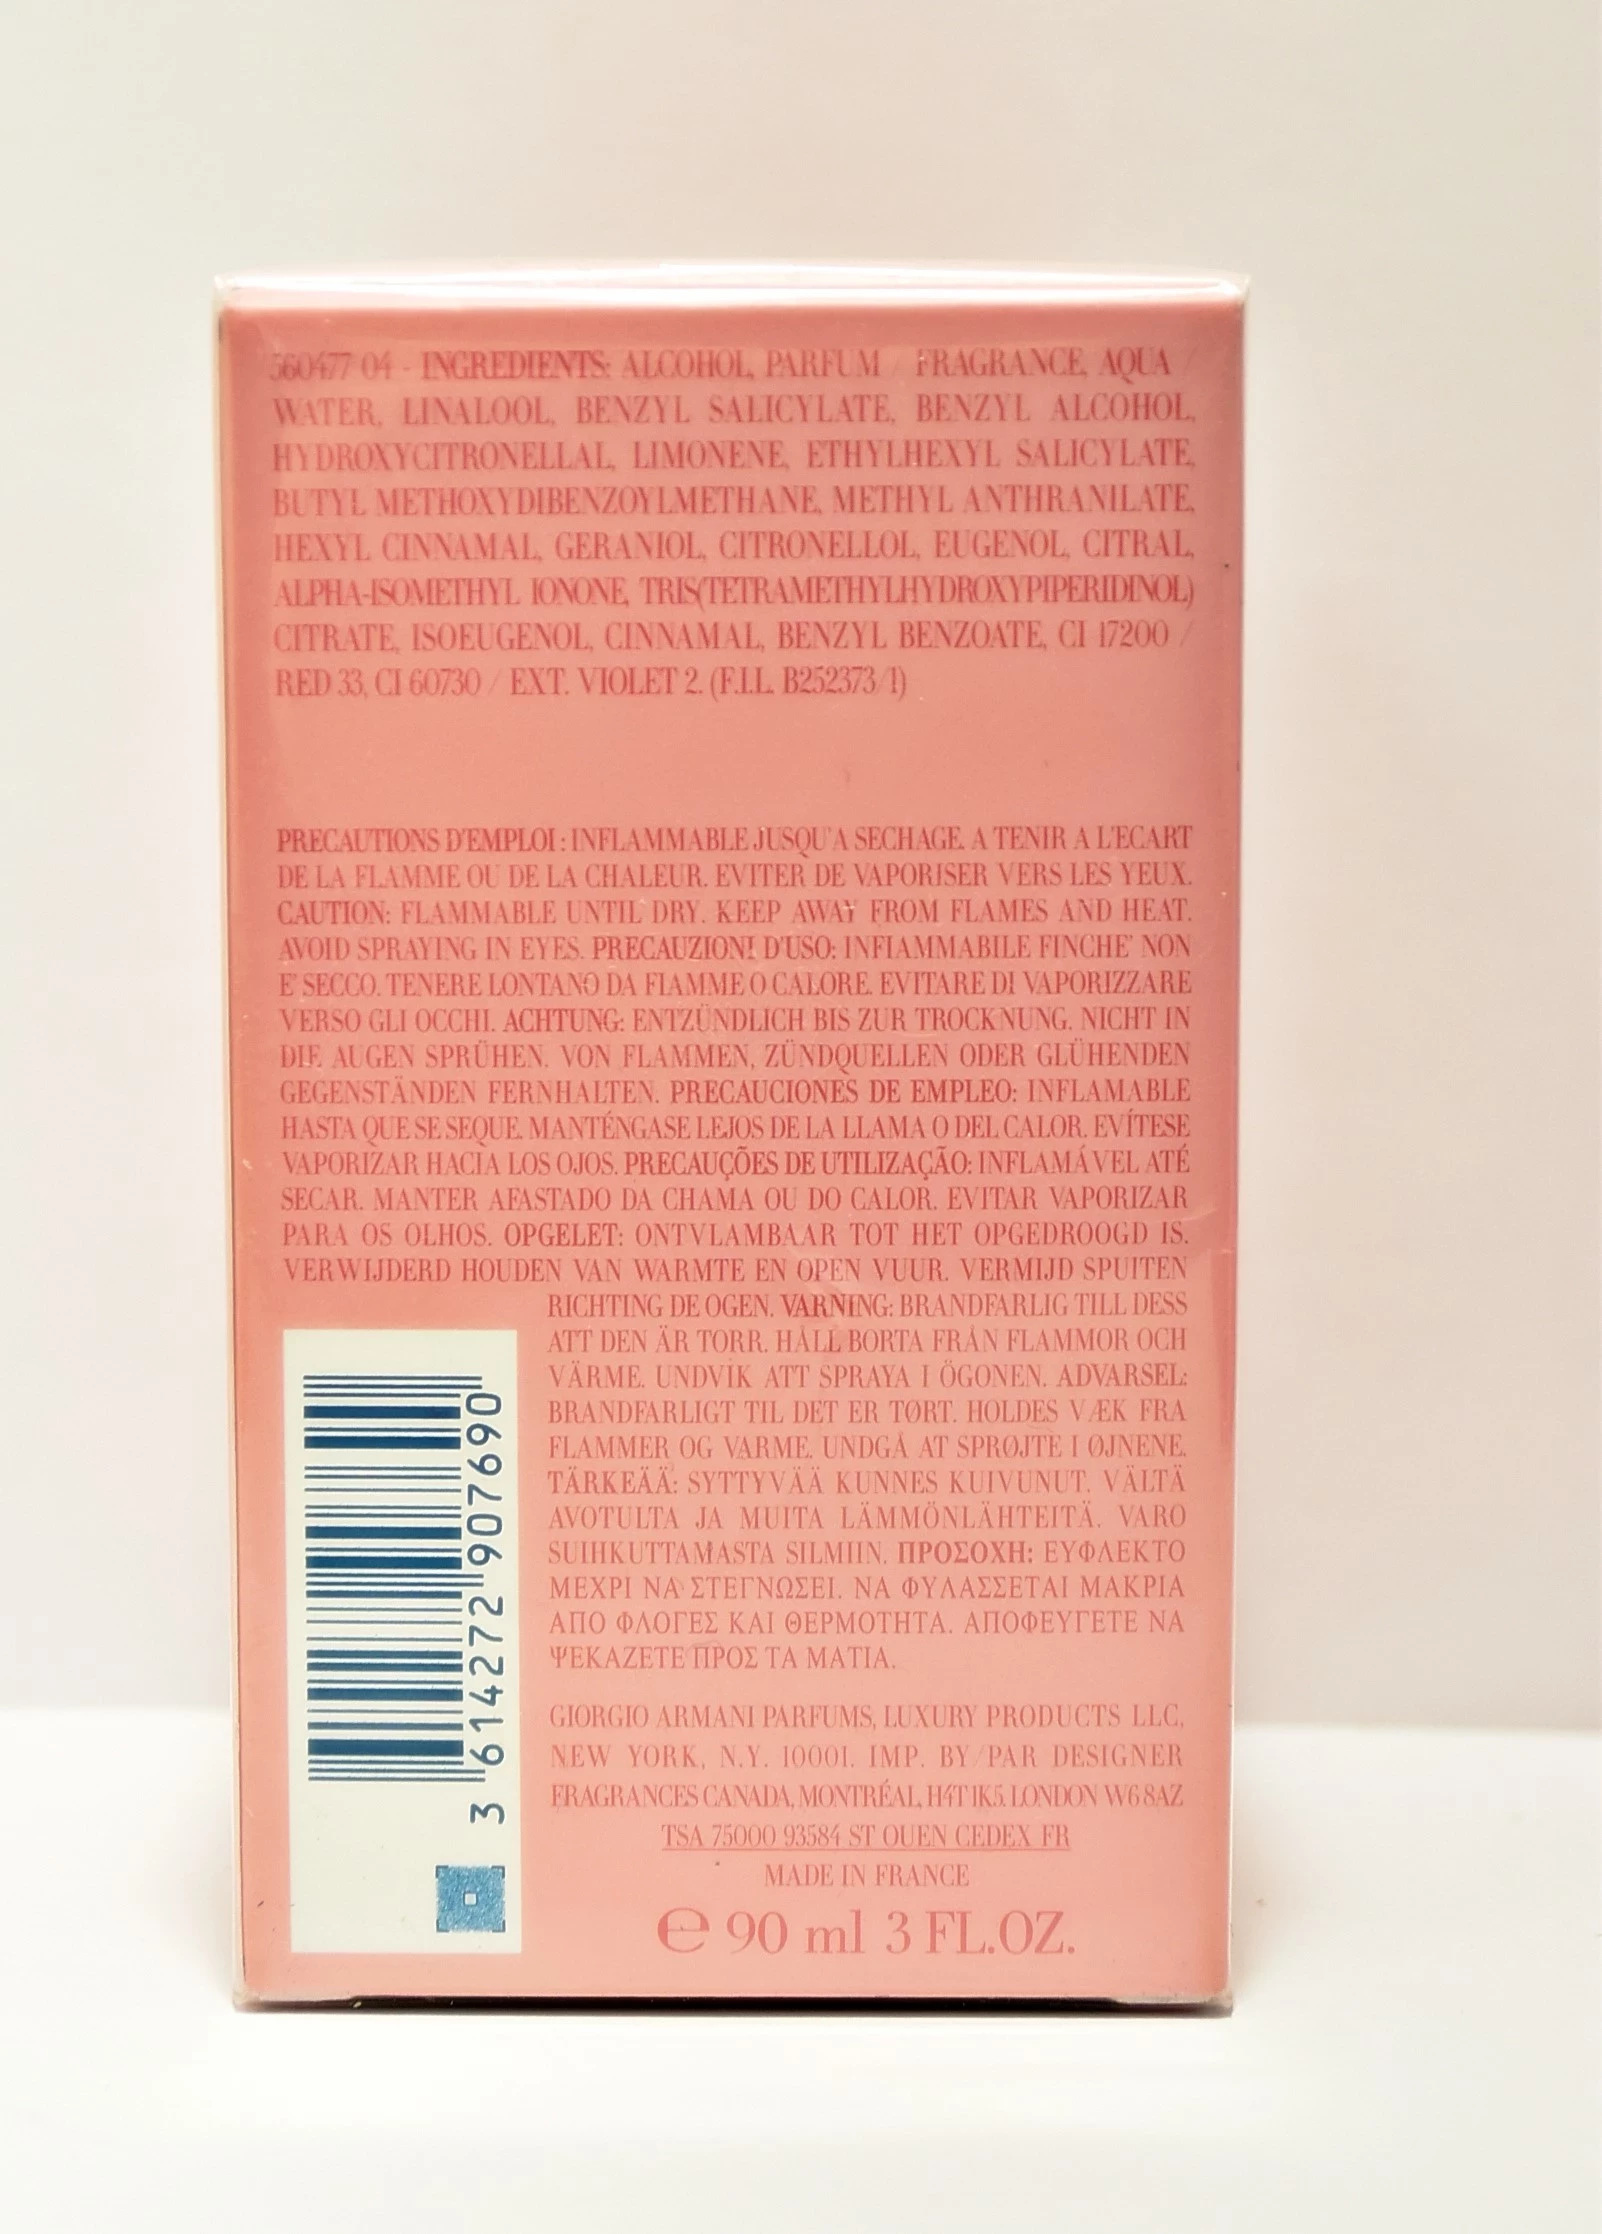 560477 04 - INGREDIENTS: ALCOHOL, PARFUM / FRAGRANCE, AQUA /
WATER, LINALOOL, BENZYL SALICYLATE, BENZYL ALCOHOL,
HYDROXYCITRONELLAL, LIMONENE, ETHYLHEXYL SALICYLATE,
BUTYL METHOXYDIBENZOYLMETHANE, METHYL ANTHRANILATE,
HEXYL CINNAMAL, GERANIOL, CITRONELLOL, EUGENOL, CITRAL,
ALPHA-ISOMETHYL IONONE, TRIS(TETRAMETHYLHYDROXYPIPERIDINOL)
CITRATE, ISOEUGENOL, CINNAMAL, BENZYL BENZOATE, CI 17200 /
RED 33, CI 60730 / EXT. VIOLET 2. (F.I.L. B252373/1)
PRECAUTIONS D'EMPLOI : INFLAMMABLE JUSQU'A SECHAGE. A TENIR A L'ECART
DE LA FLAMME OU DE LA CHALEUR. EVITER DE VAPORISER VERS LES YEUX.
CAUTION: FLAMMABLE UNTIL DRY. KEEP AWAY FROM FLAMES AND HEAT.
AVOID SPRAYING IN EYES. PRECAUZIONI D'USO: INFIAMMABILE FINCHE' NON
E' SECCO. TENERE LONTANO DA FIAMME O CALORE. EVITARE DI VAPORIZZARE
VERSO GLI OCCHI. ACHTUNG: ENTZÜNDLICH BIS ZUR TROCKNUNG. NICHT IN
DIE AUGEN SPRÜHEN. VON FLAMMEN, ZÜNDQUELLEN ODER GLÜHENDEN
GEGENSTÄNDEN FERNHALTEN. PRECAUCIONES DE EMPLEO: INFLAMABLE
HASTA QUE SE SEQUE. MANTÉNGASE LEJOS DE LA LLAMA O DEL CALOR. EVÍTESE
VAPORIZAR HACIA LOS OJOS. PRECAUÇÕES DE UTILIZAÇÃO: INFLAMÁVEL ATÉ
SECAR. MANTER AFASTADO DA CHAMA OU DO CALOR. EVITAR VAPORIZAR
PARA OS OLHOS. OPGELET: ONTVLAMBAAR TOT HET OPGEDROOGD IS.
VERWIJDERD HOUDEN VAN WARMTE EN OPEN VUUR. VERMIJD SPUITEN
RICHTING DE OGEN. VARNING: BRANDFARLIG TILL DESS
ATT DEN ÄR TORR. HÅLL BORTA FRÅN FLAMMOR OCH
VÄRME. UNDVIK ATT SPRAYA I ÖGONEN. ADVARSEL:
BRANDFARLIGT TIL DET ER TØRT. HOLDES VÆK FRA
FLAMMER OG VARME. UNDGÅ AT SPRØJTE I ØJNENE.
TÄRKEÄÄ: SYTTYVÄÄ KUNNES KUIVUNUT. VÄLTÄ
AVOTULTA JA MUITA LÄMMÖNLÄHTEITÄ. VARO
SUIHKUTTAMASTA SILMIIN. ΠΡΟΣΟΧΗ: ΕΥΦΛΕΚΤΟ
ΜΕΧΡΙ ΝΑ ΣΤΕΓΝΩΣΕΙ. ΝΑ ΦΥΛΑΣΣΕΤΑΙ ΜΑΚΡΙΑ
ΑΠΟ ΦΛΟΓΕΣ ΚΑΙ ΘΕΡΜΟΤΗΤΑ. ΑΠΟΦΕΥΓΕΤΕ ΝΑ
ΨΕΚΑΖΕΤΕ ΠΡΟΣ ΤΑ ΜΑΤΙΑ.
GIORGIO ARMANI PARFUMS, LUXURY PRODUCTS LLC,
NEW YORK, N.Y. 10001. IMP. BY/PAR DESIGNER
FRAGRANCES CANADA, MONTRÉAL, H4T 1K5. LONDON W6 8AZ
TSA 75000 93584 ST OUEN CEDEX FR
MADE IN FRANCE
℮ 90 ml 3 FL.OZ.
3 614272 907690